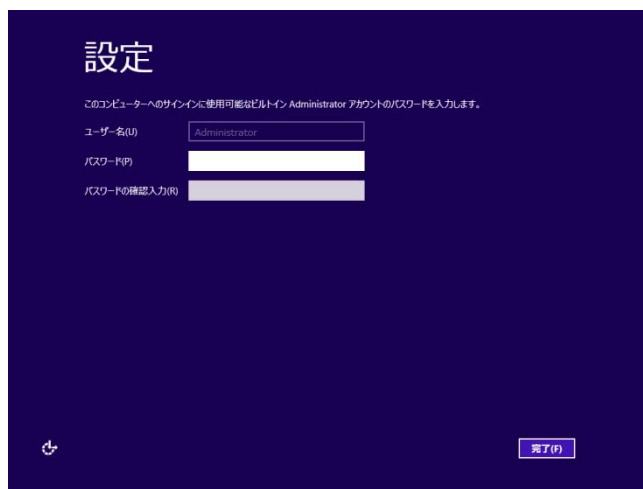 設定
このコンピューターへのサインインに使用可能なビルトイン Administrator アカウントのパスワードを入力します。
ユーザー名(U)
Administrator
パスワード(P)
パスワードの確認入力(R)
完了(F)